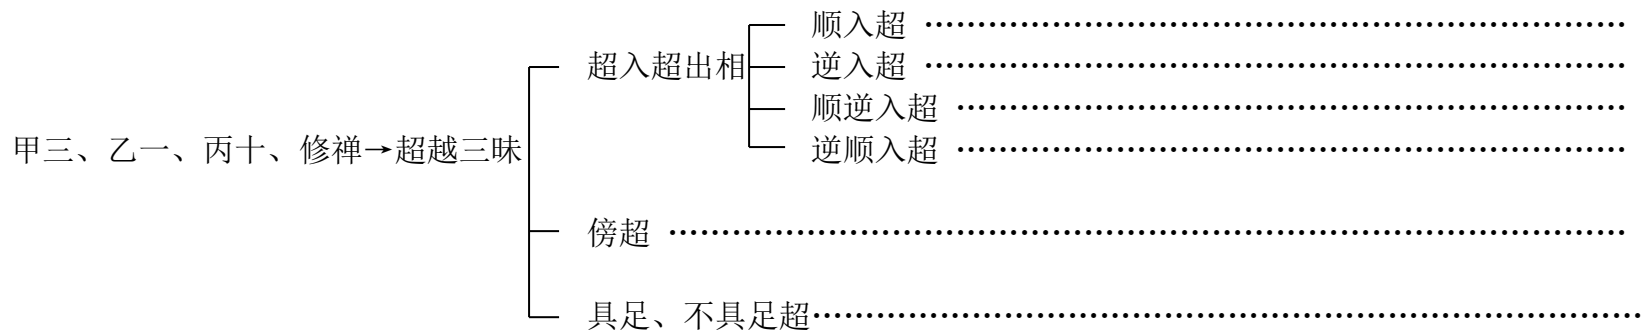 顺入超 ……………………………………………………………………
超入超出相
逆入超 ……………………………………………………………………
顺逆入超 …………………………………………………………………
甲三、乙一、丙十、修禅→超越三昧
逆顺入超 …………………………………………………………………
傍超 ………………………………………………………………………………
具足、不具足超……………………………………………………………………